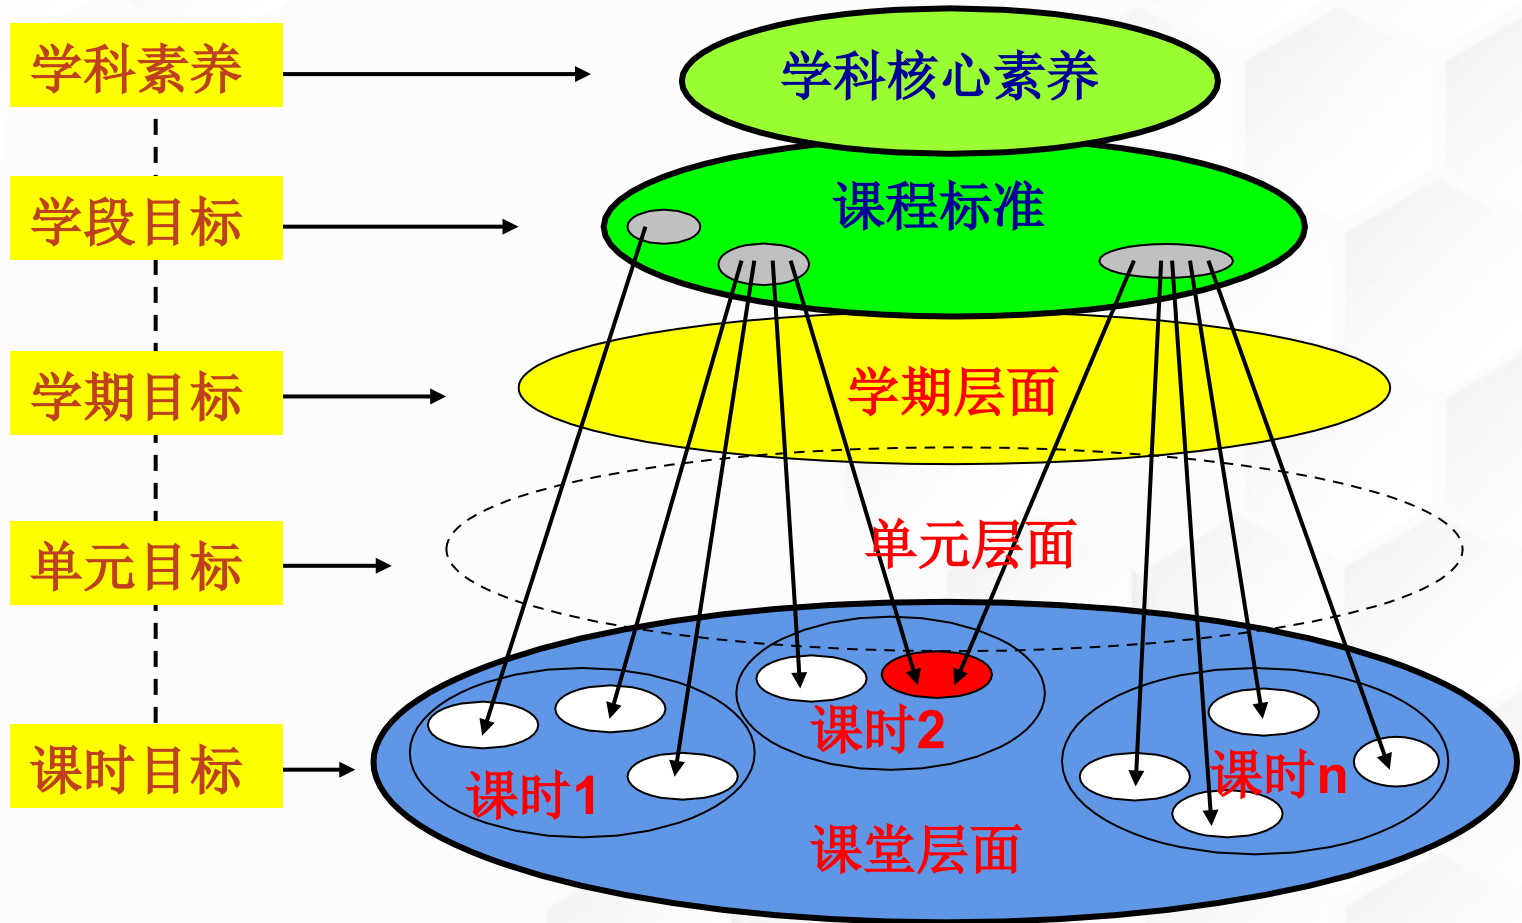 学科素养
学科核心素养
学段目标
课程标准
学期目标
学期层面
单元目标
单元层面
课时目标
课时1
课时2
课时n
课堂层面